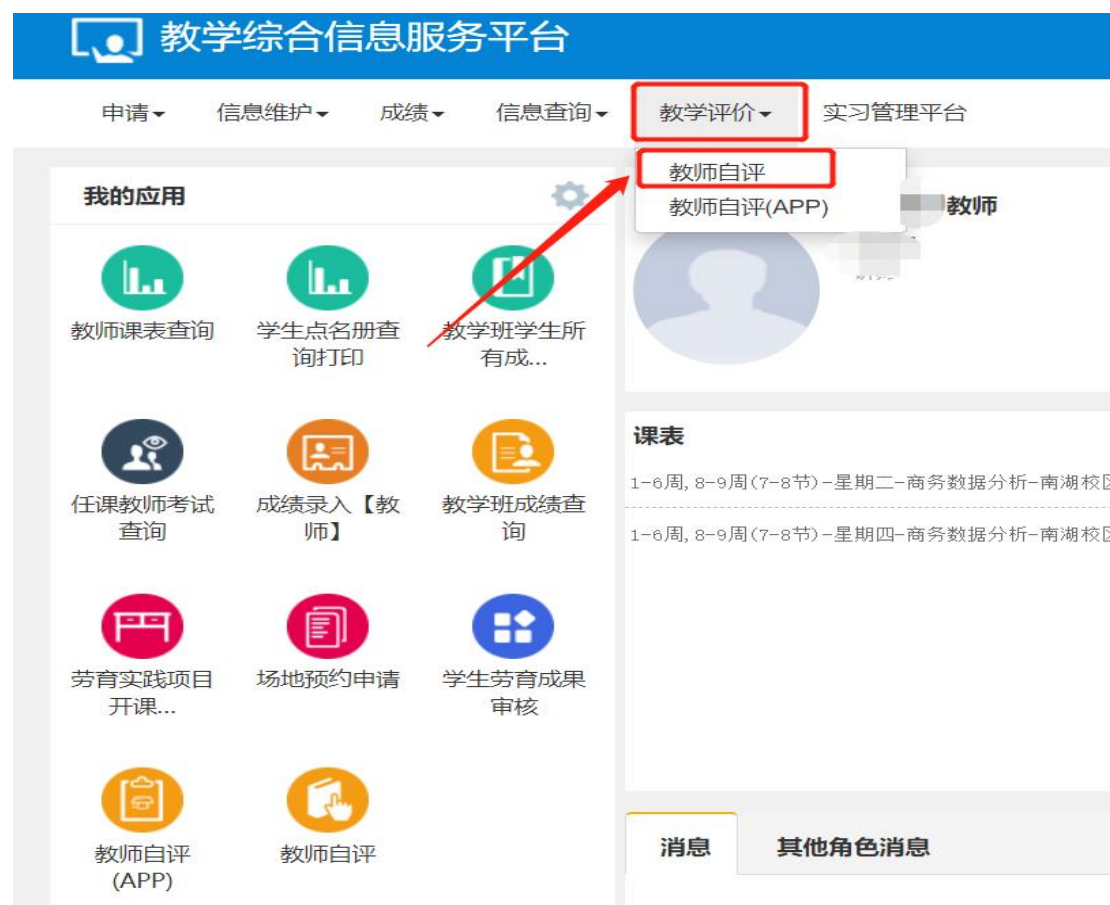 教学综合信息服务平台
申请 信息维护 成绩 信息查询 教学评价 实习管理平台
教师自评
教师自评(APP)
我的应用
教师
教师课表查询
学生点名册查
询打印
教学班学生所
有成...
课表
1-6周,8-9周(7-8节)-星期二-商务数据分析-南湖校区
1-6周,8-9周(7-8节)-星期四-商务数据分析-南湖校区
任课教师考试
查询
成绩录入【教
师】
教学班成绩查
询
劳育实践项目
开课...
场地预约申请
学生劳育成果
审核
教师自评
(APP)
教师自评
消息 其他角色消息